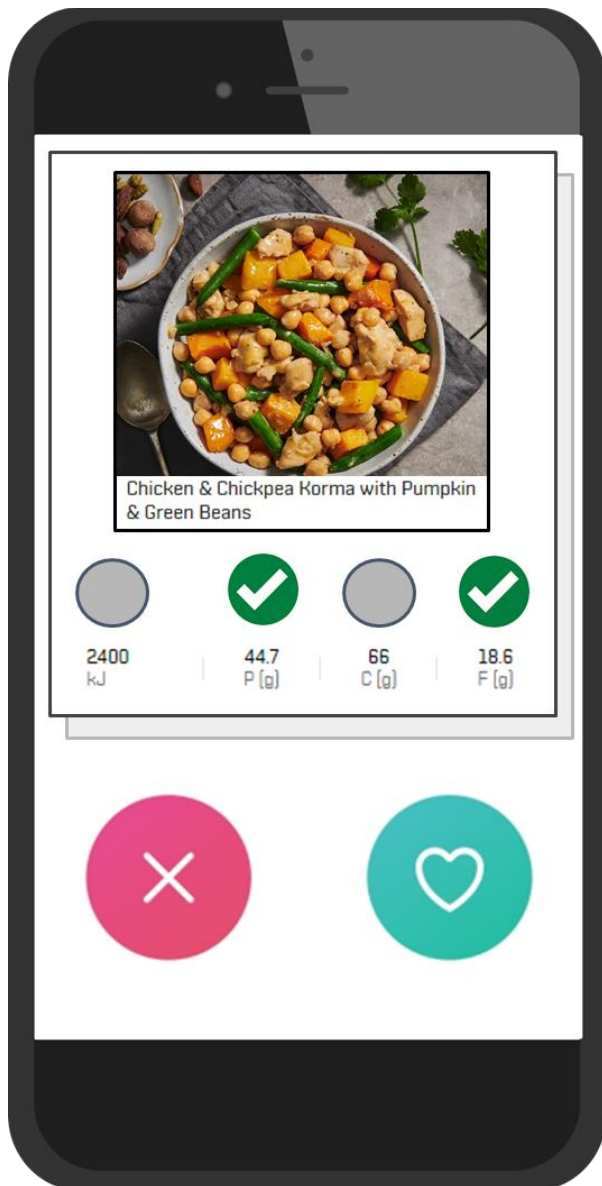 Chicken & Chickpea Korma with Pumpkin
& Green Beans
2400 44.7 66 18.6
kJ P (g) C (g) F (g)